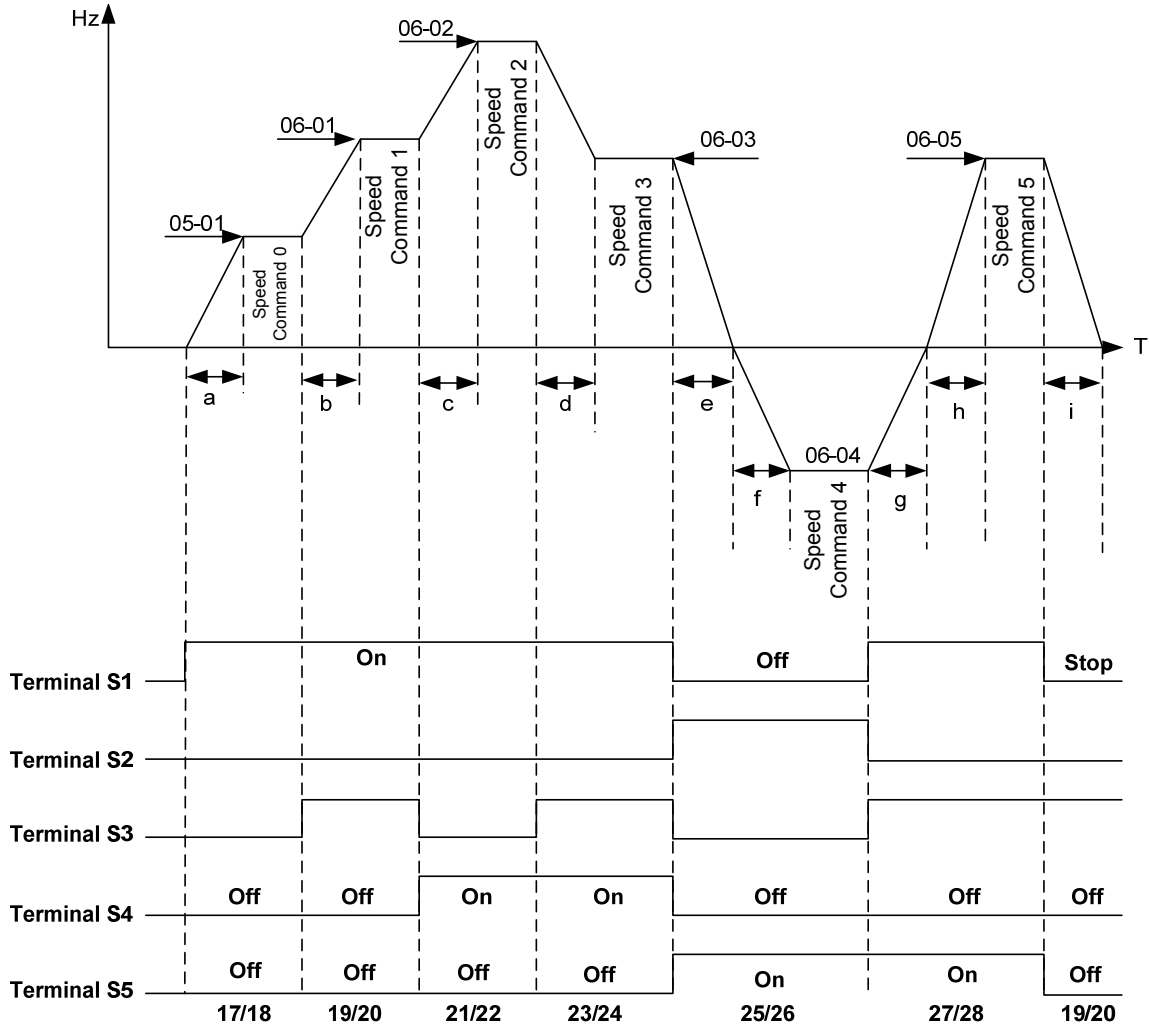 Hz
06-02
Speed
Command 2
06-01
06-03
06-05
Speed
Command 1
Speed
Command 3
Speed
Command 5
05-01
Speed
Command 0
T
a
b
c
d
e
h
i
06-04
f
g
Speed
Command 4
On
Off
Stop
Terminal S1
Terminal S2
Terminal S3
Off Off On On Off Off Off
Terminal S4
Off Off Off Off On On Off
Terminal S5
17/18 19/20 21/22 23/24 25/26 27/28 19/20